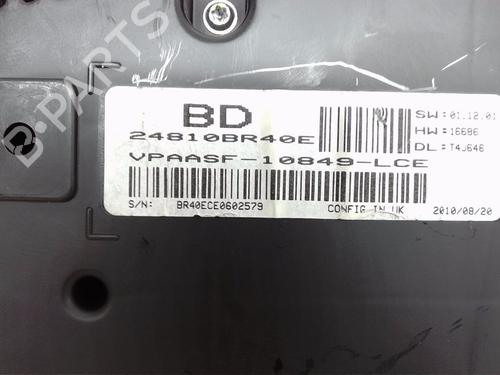 BD
24810BR40E
VPAASF-10849-LCE
SW: 01.12.01
HW: 16686
DL: T4J646
S/N: BR40ECE0602579 CONFIG IN UK 2010/08/20
D-PARTS